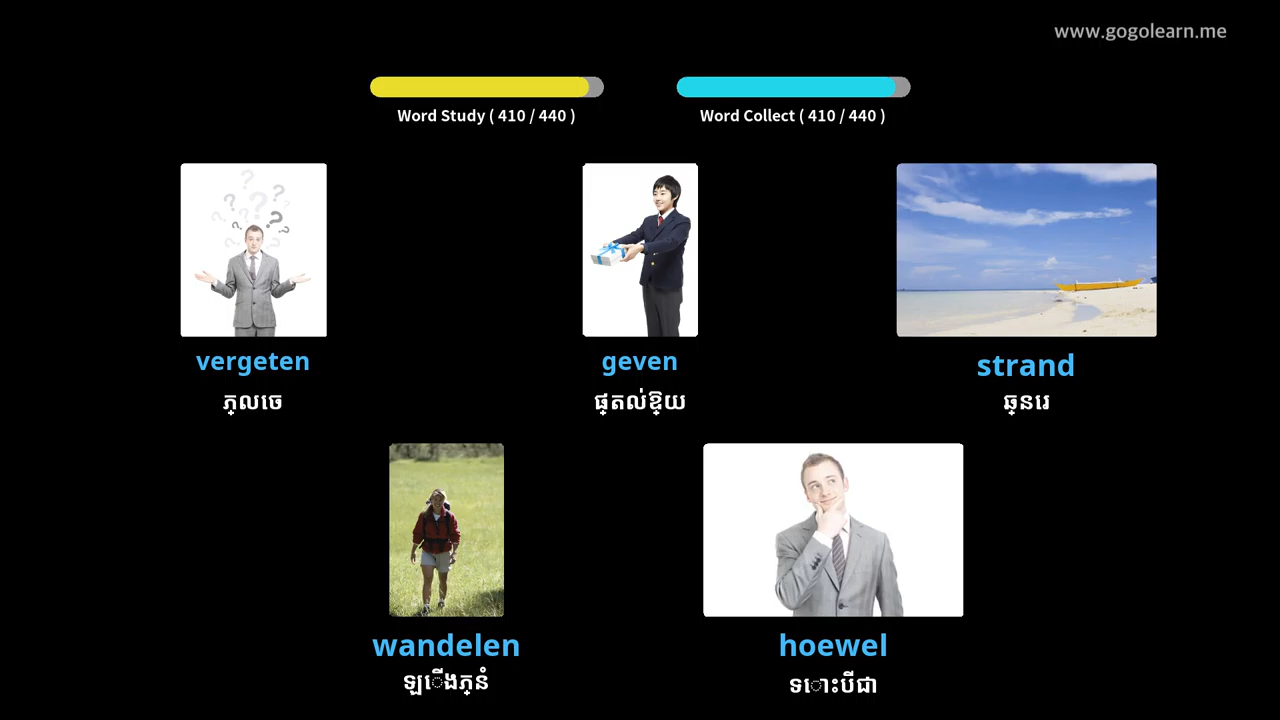 www.gogolearn.me
Word Study ( 410 / 440 )
Word Collect ( 410 / 440 )
vergeten
ភ្លេច
geven
ផ្តល់ឱ្យ
strand
ឆ្នេរ
wandelen
ឡើងភ្នំ
hoewel
ទោះបីជា